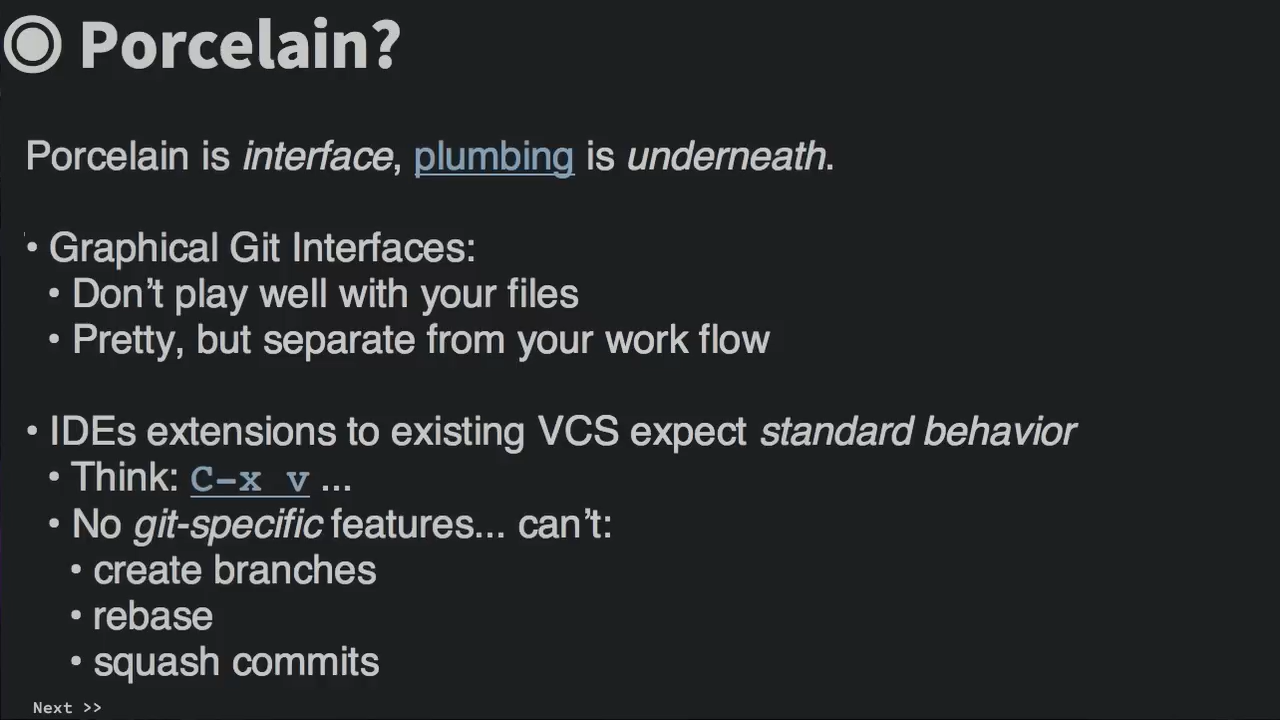 Porcelain?
Porcelain is interface, plumbing is underneath.
• Graphical Git Interfaces:
• Don't play well with your files
• Pretty, but separate from your work flow
• IDEs extensions to existing VCS expect standard behavior
• Think: C-x v ...
• No git-specific features... can't:
• create branches
• rebase
• squash commits
Next >>